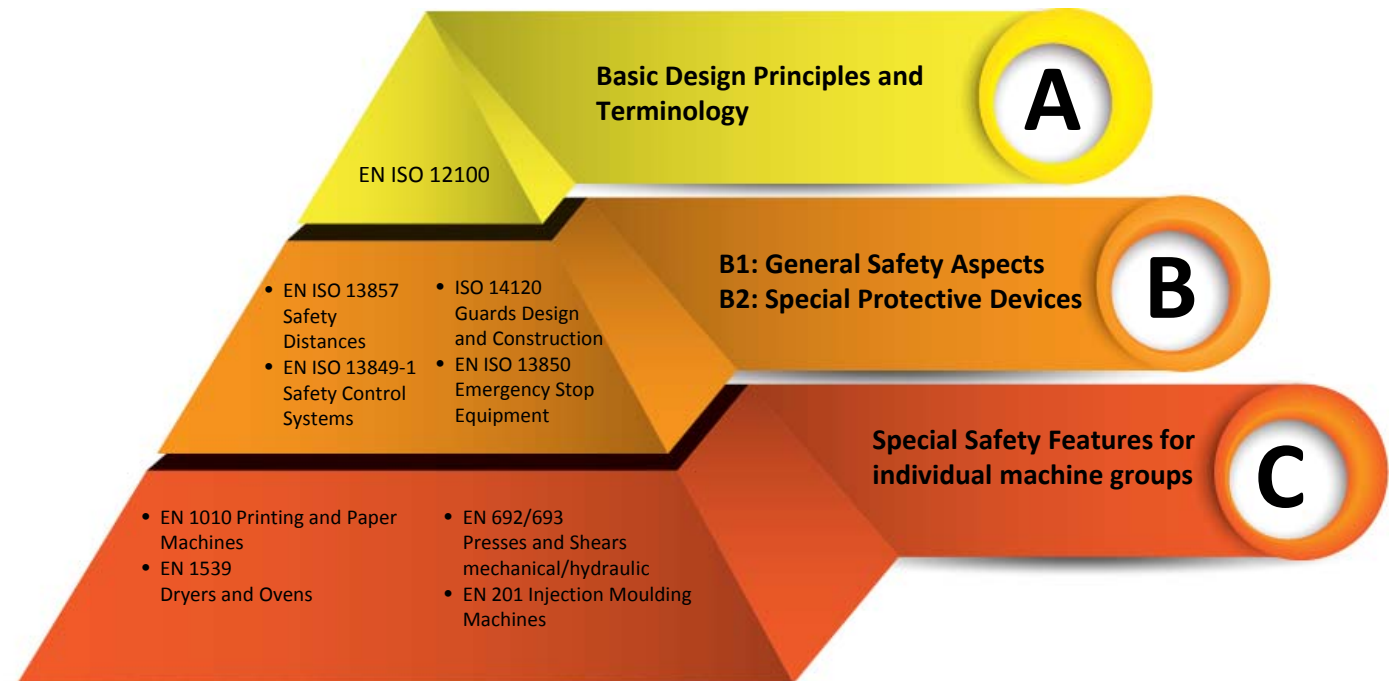 Basic Design Principles and
Terminology
A
EN ISO 12100
B1: General Safety Aspects
B2: Special Protective Devices
B
• EN ISO 13857
Safety
Distances
• EN ISO 13849-1
Safety Control
Systems
• ISO 14120
Guards Design
and Construction
• EN ISO 13850
Emergency Stop
Equipment
Special Safety Features for
individual machine groups
C
• EN 1010 Printing and Paper
Machines
• EN 1539
Dryers and Ovens
• EN 692/693
Presses and Shears
mechanical/hydraulic
• EN 201 Injection Moulding
Machines